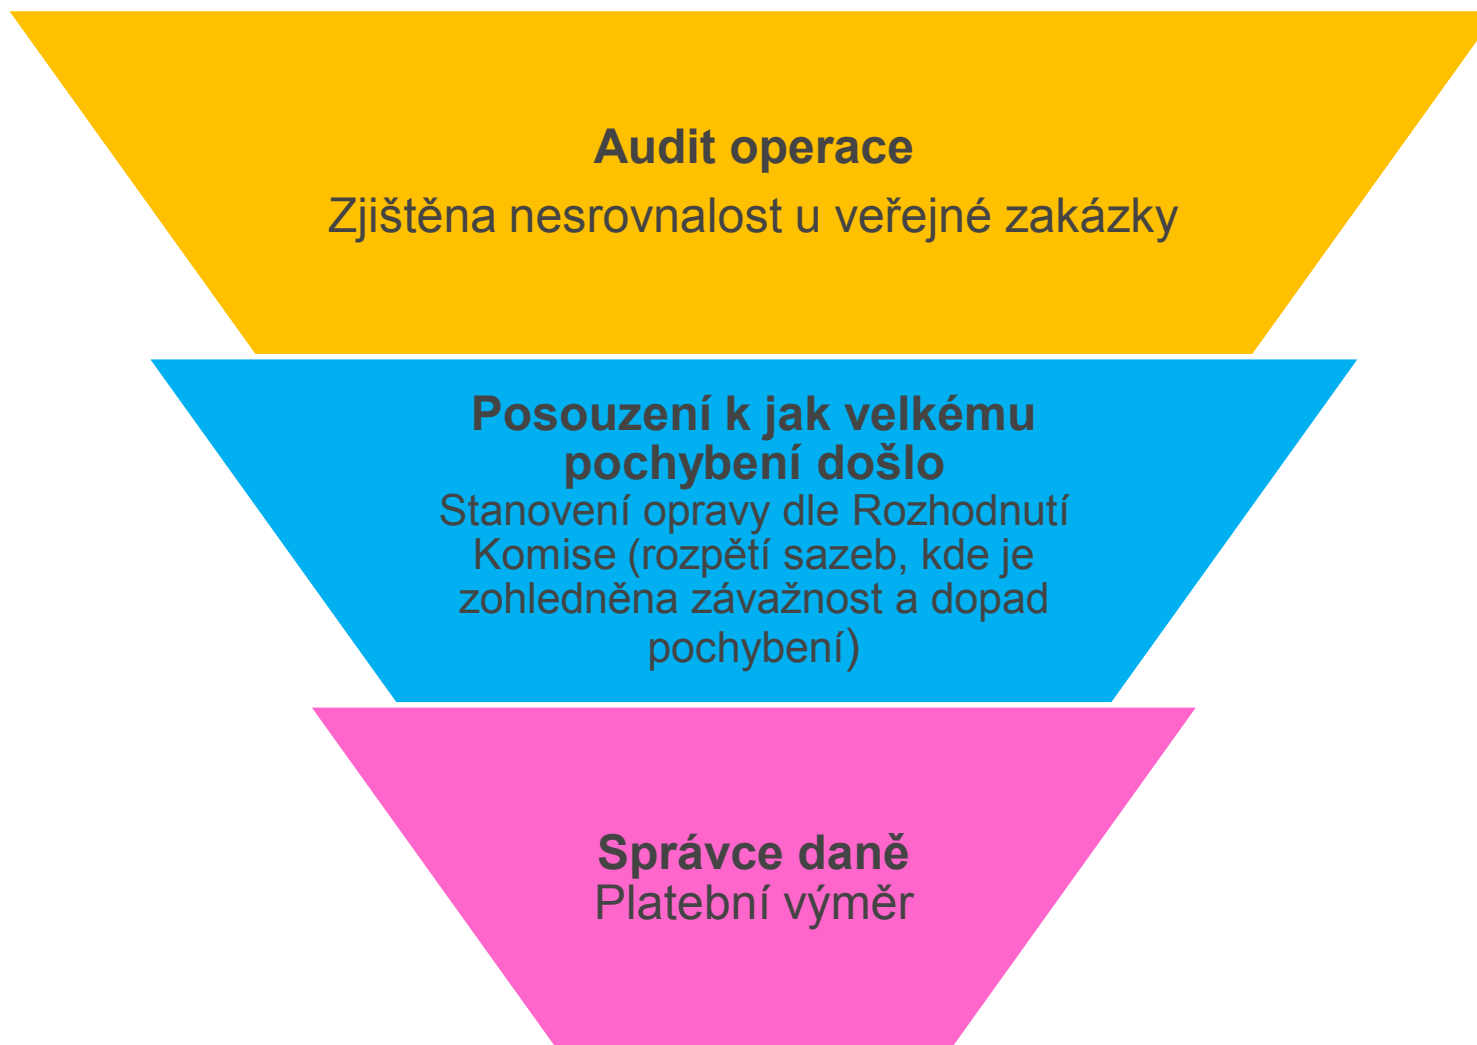 Audit operace
Zjištěna nesrovnalost u veřejné zakázky
Posouzení k jak velkému
pochybení došlo
Stanovení opravy dle Rozhodnutí
Komise (rozpětí sazeb, kde je
zohledněna závažnost a dopad
pochybení)
Správce daně
Platební výměr